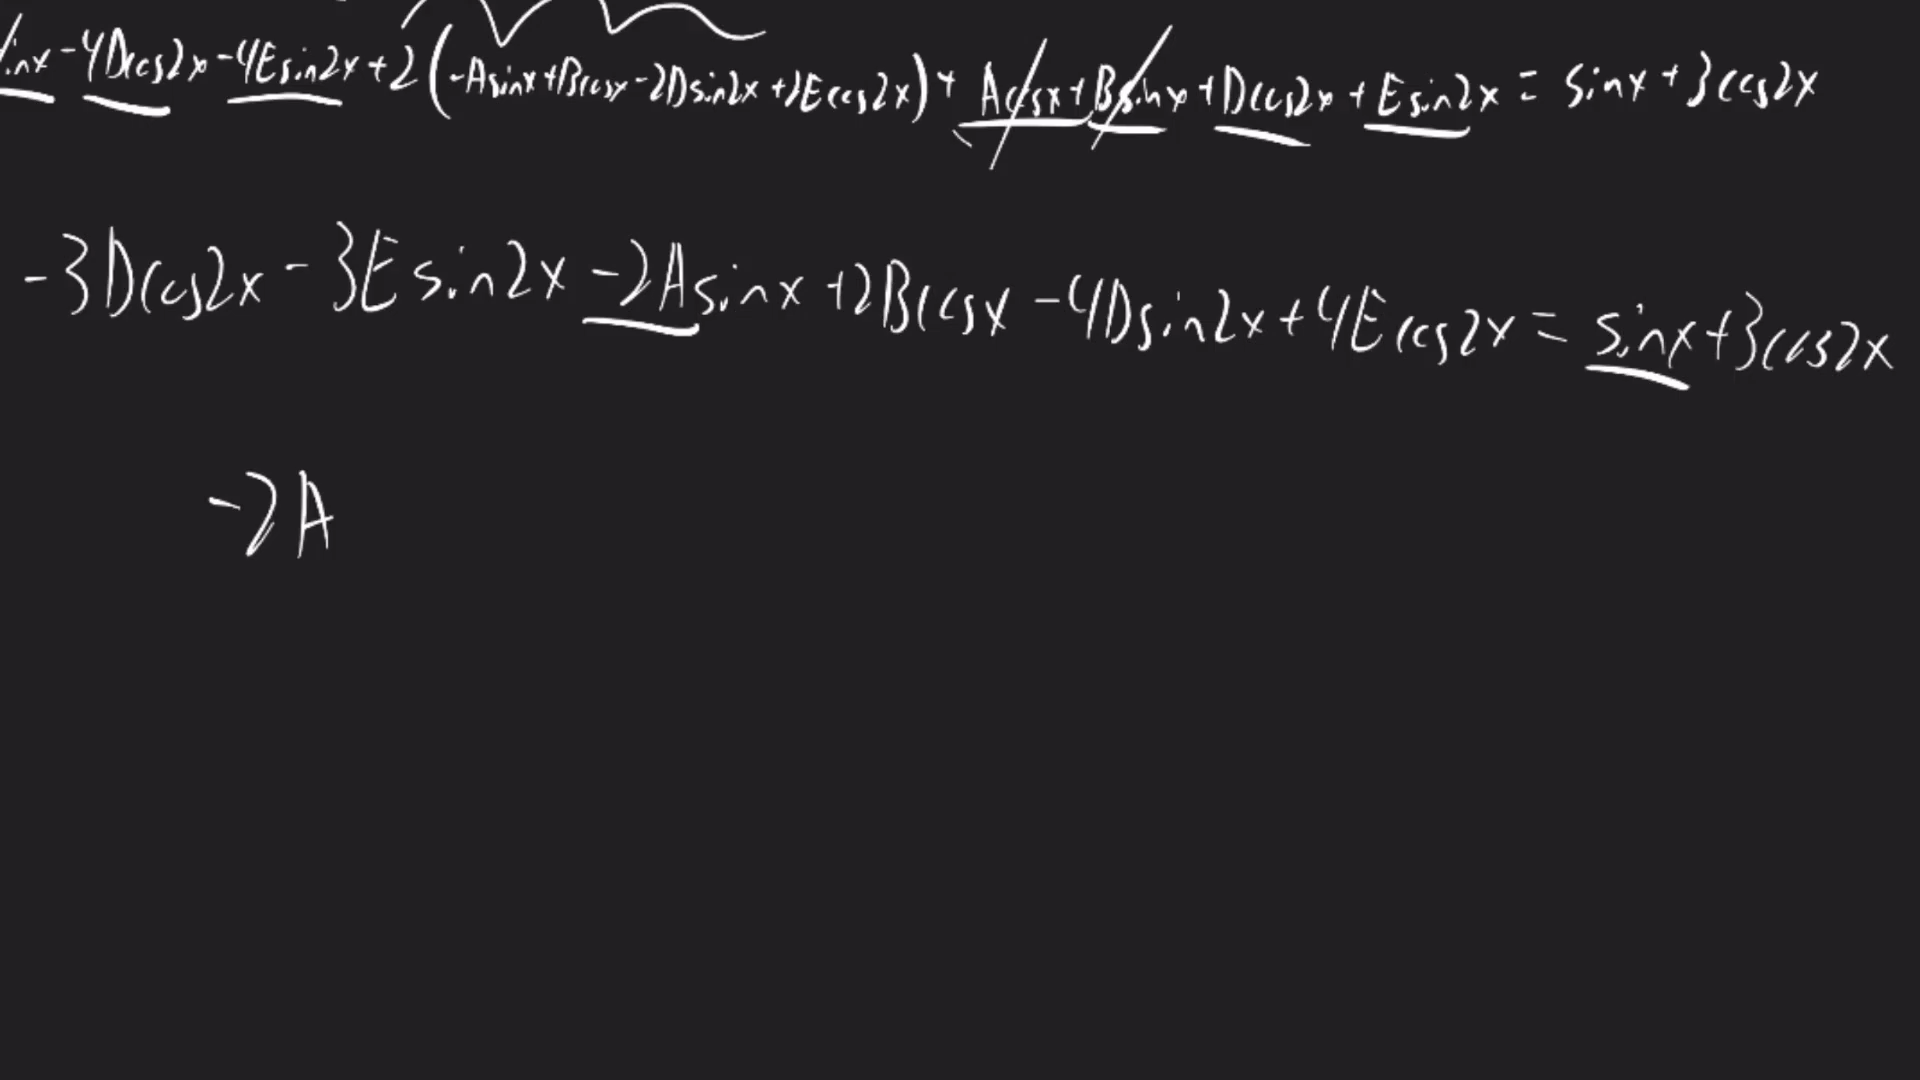 sinx -4Dcos2x -4Esin2x +2(-Asinx+Bcosx-2Dsin2x+2Ecos2x)+ Acosx+Bsinx+Dcos2x+Esin2x = sinx+3cos2x
-3Dcos2x -3Esin2x -2Asinx +2Bcosx -4Dsin2x+4Ecos2x = sinx+3cos2x
-2A